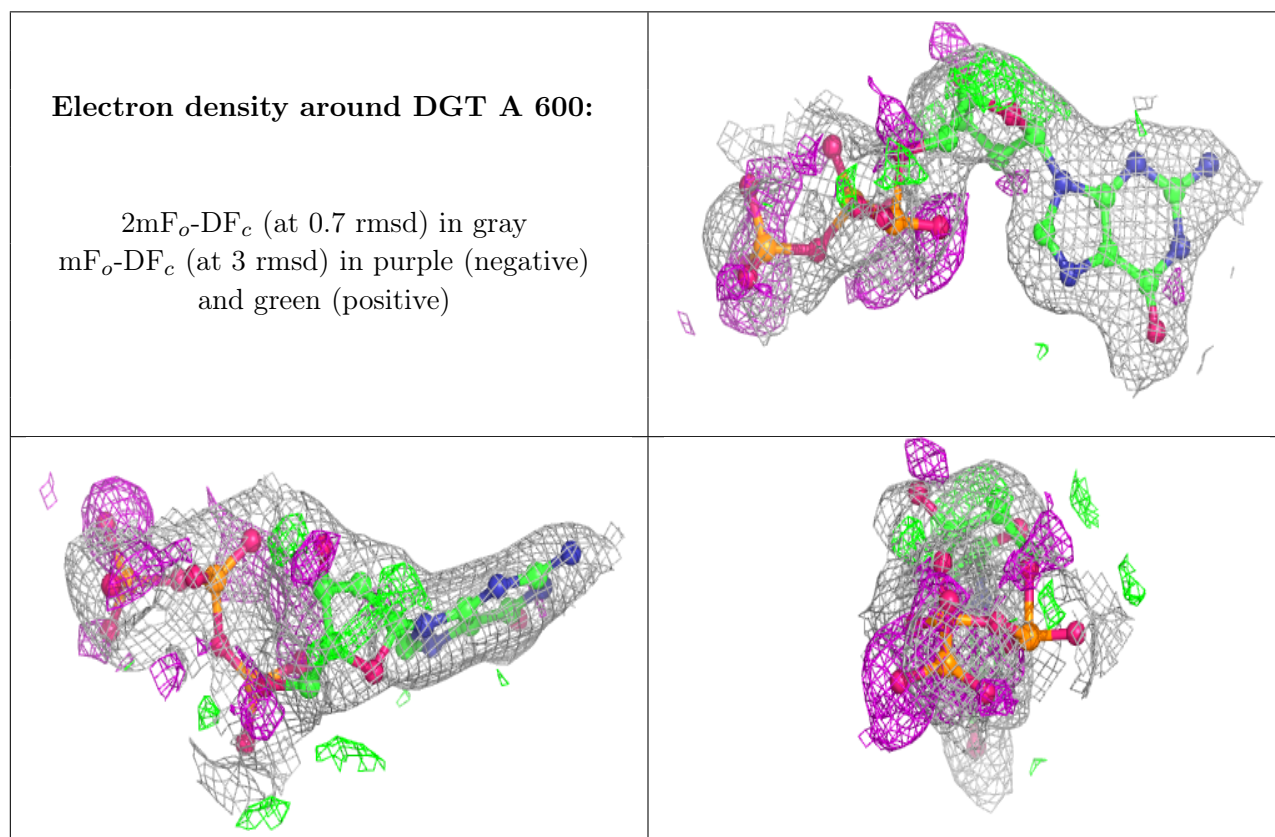 Electron density around DGT A 600:
2mFo-DFc (at 0.7 rmsd) in gray
mFo-DFc (at 3 rmsd) in purple (negative)
and green (positive)